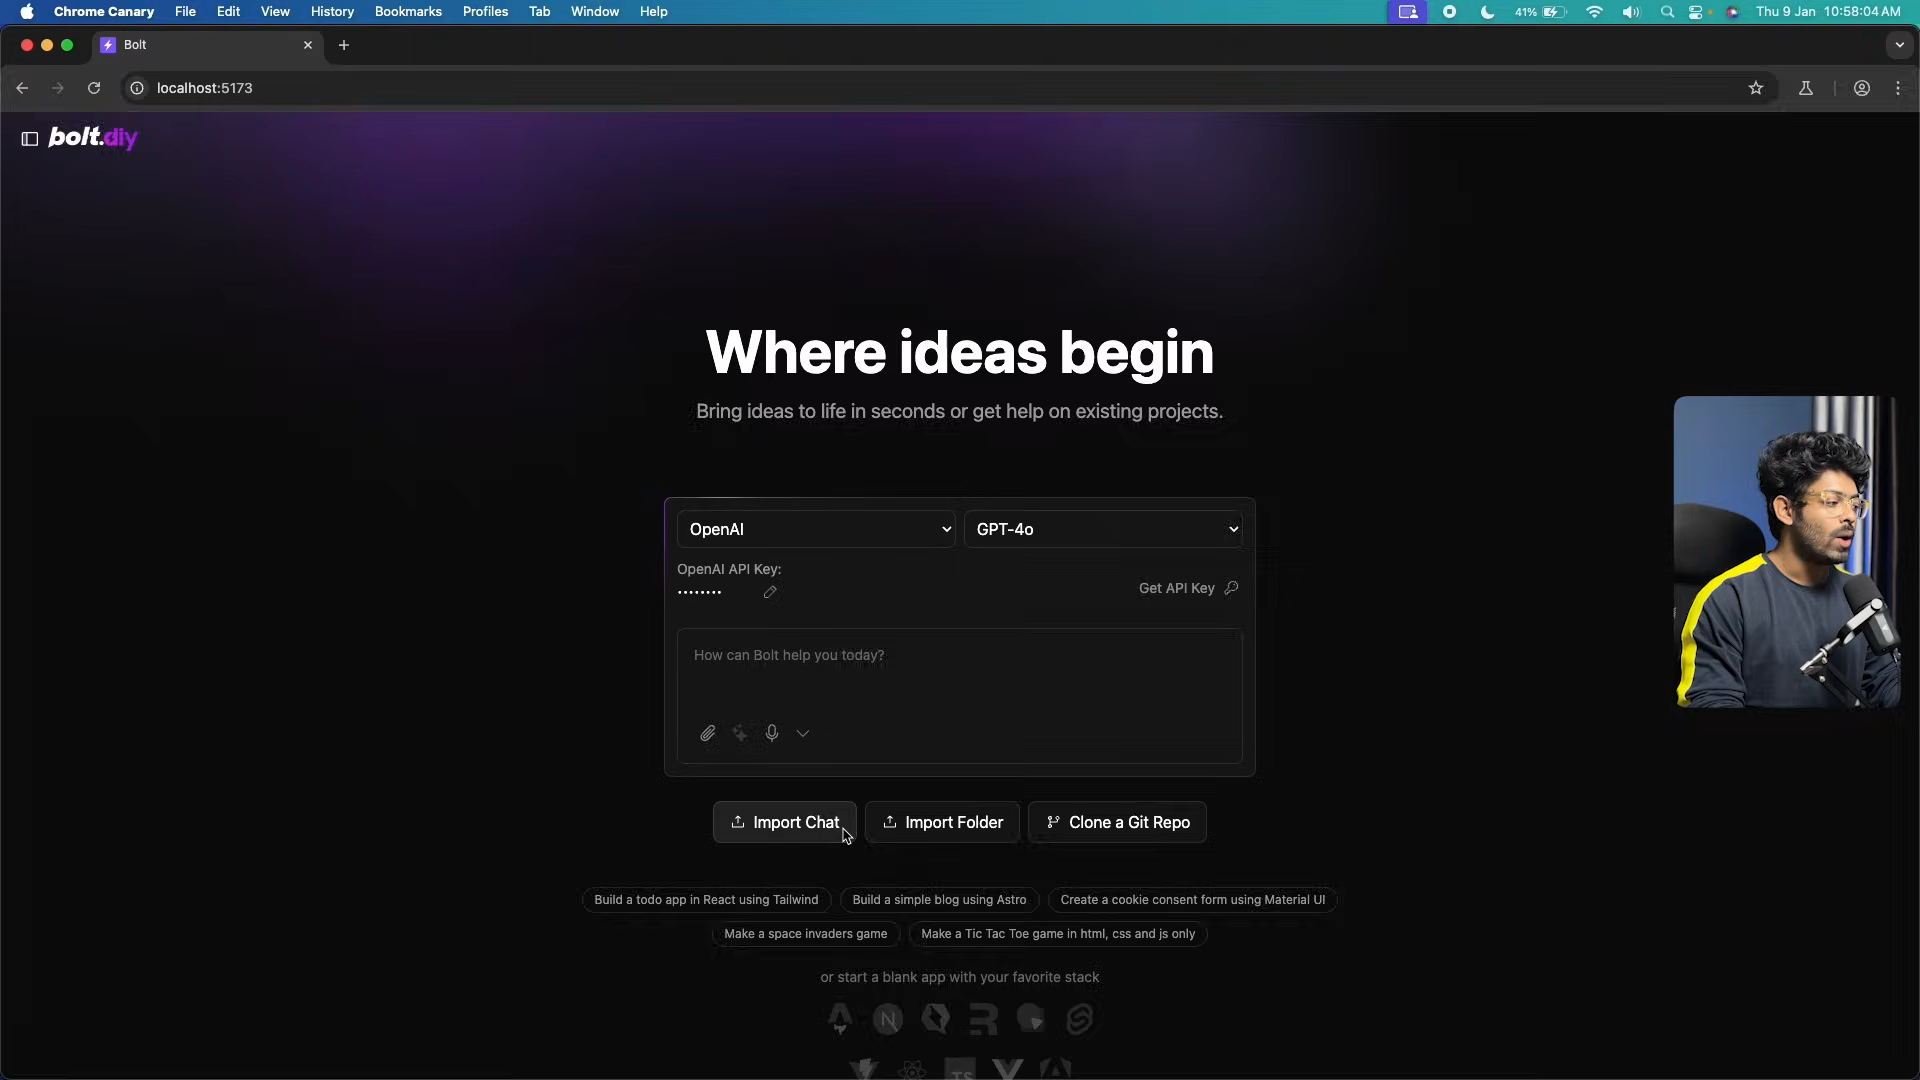 Chrome Canary File Edit View History Bookmarks Profiles Tab Window Help 41% Thu 9 Jan 10:58:04 AM
Bolt
localhost:5173
bolt.diy
Where ideas begin
Bring ideas to life in seconds or get help on existing projects.
OpenAI GPT-4o
OpenAI API Key:
•••••••• Get API Key
How can Bolt help you today?
Import Chat Import Folder Clone a Git Repo
Build a todo app in React using Tailwind Build a simple blog using Astro Create a cookie consent form using Material UI
Make a space invaders game Make a Tic Tac Toe game in html, css and js only
or start a blank app with your favorite stack
N
TS